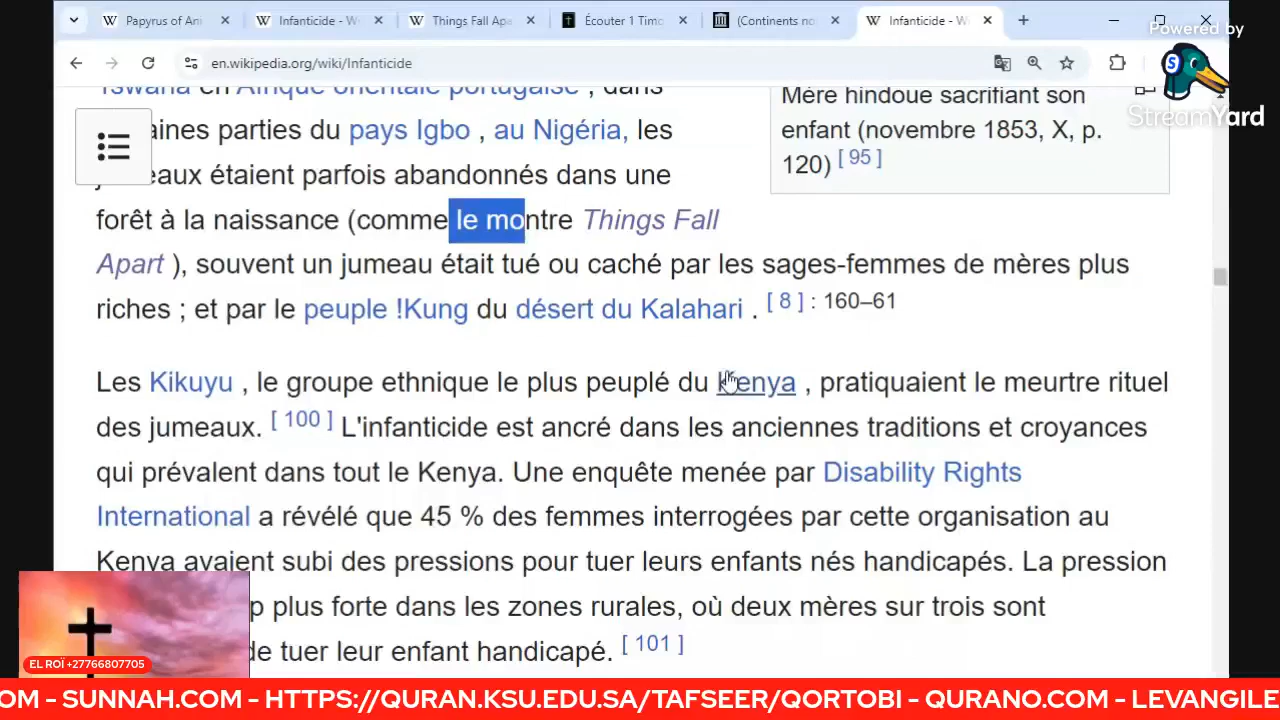 Papyrus of Ani
Infanticide - W
Things Fall Apa
Écouter 1 Timo
(Continents no
Infanticide - W
Powered by
en.wikipedia.org/wiki/Infanticide
StreamYard
Tswana en Afrique orientale portugaise ; dans
aines parties du pays Igbo , au Nigéria, les
eaux étaient parfois abandonnés dans une
forêt à la naissance (comme le montre Things Fall
Apart ), souvent un jumeau était tué ou caché par les sages-femmes de mères plus
riches ; et par le peuple !Kung du désert du Kalahari . [ 8 ] : 160–61
Mère hindoue sacrifiant son
enfant (novembre 1853, X, p.
120) [ 95 ]
Les Kikuyu , le groupe ethnique le plus peuplé du Kenya , pratiquaient le meurtre rituel
des jumeaux. [ 100 ] L'infanticide est ancré dans les anciennes traditions et croyances
qui prévalent dans tout le Kenya. Une enquête menée par Disability Rights
International a révélé que 45 % des femmes interrogées par cette organisation au
Kenya avaient subi des pressions pour tuer leurs enfants nés handicapés. La pression
p plus forte dans les zones rurales, où deux mères sur trois sont
de tuer leur enfant handicapé. [ 101 ]
EL ROÏ +27766807705
OM - SUNNAH.COM - HTTPS://QURAN.KSU.EDU.SA/TAFSEER/QORTOBI - QURANO.COM - LEVANGILE